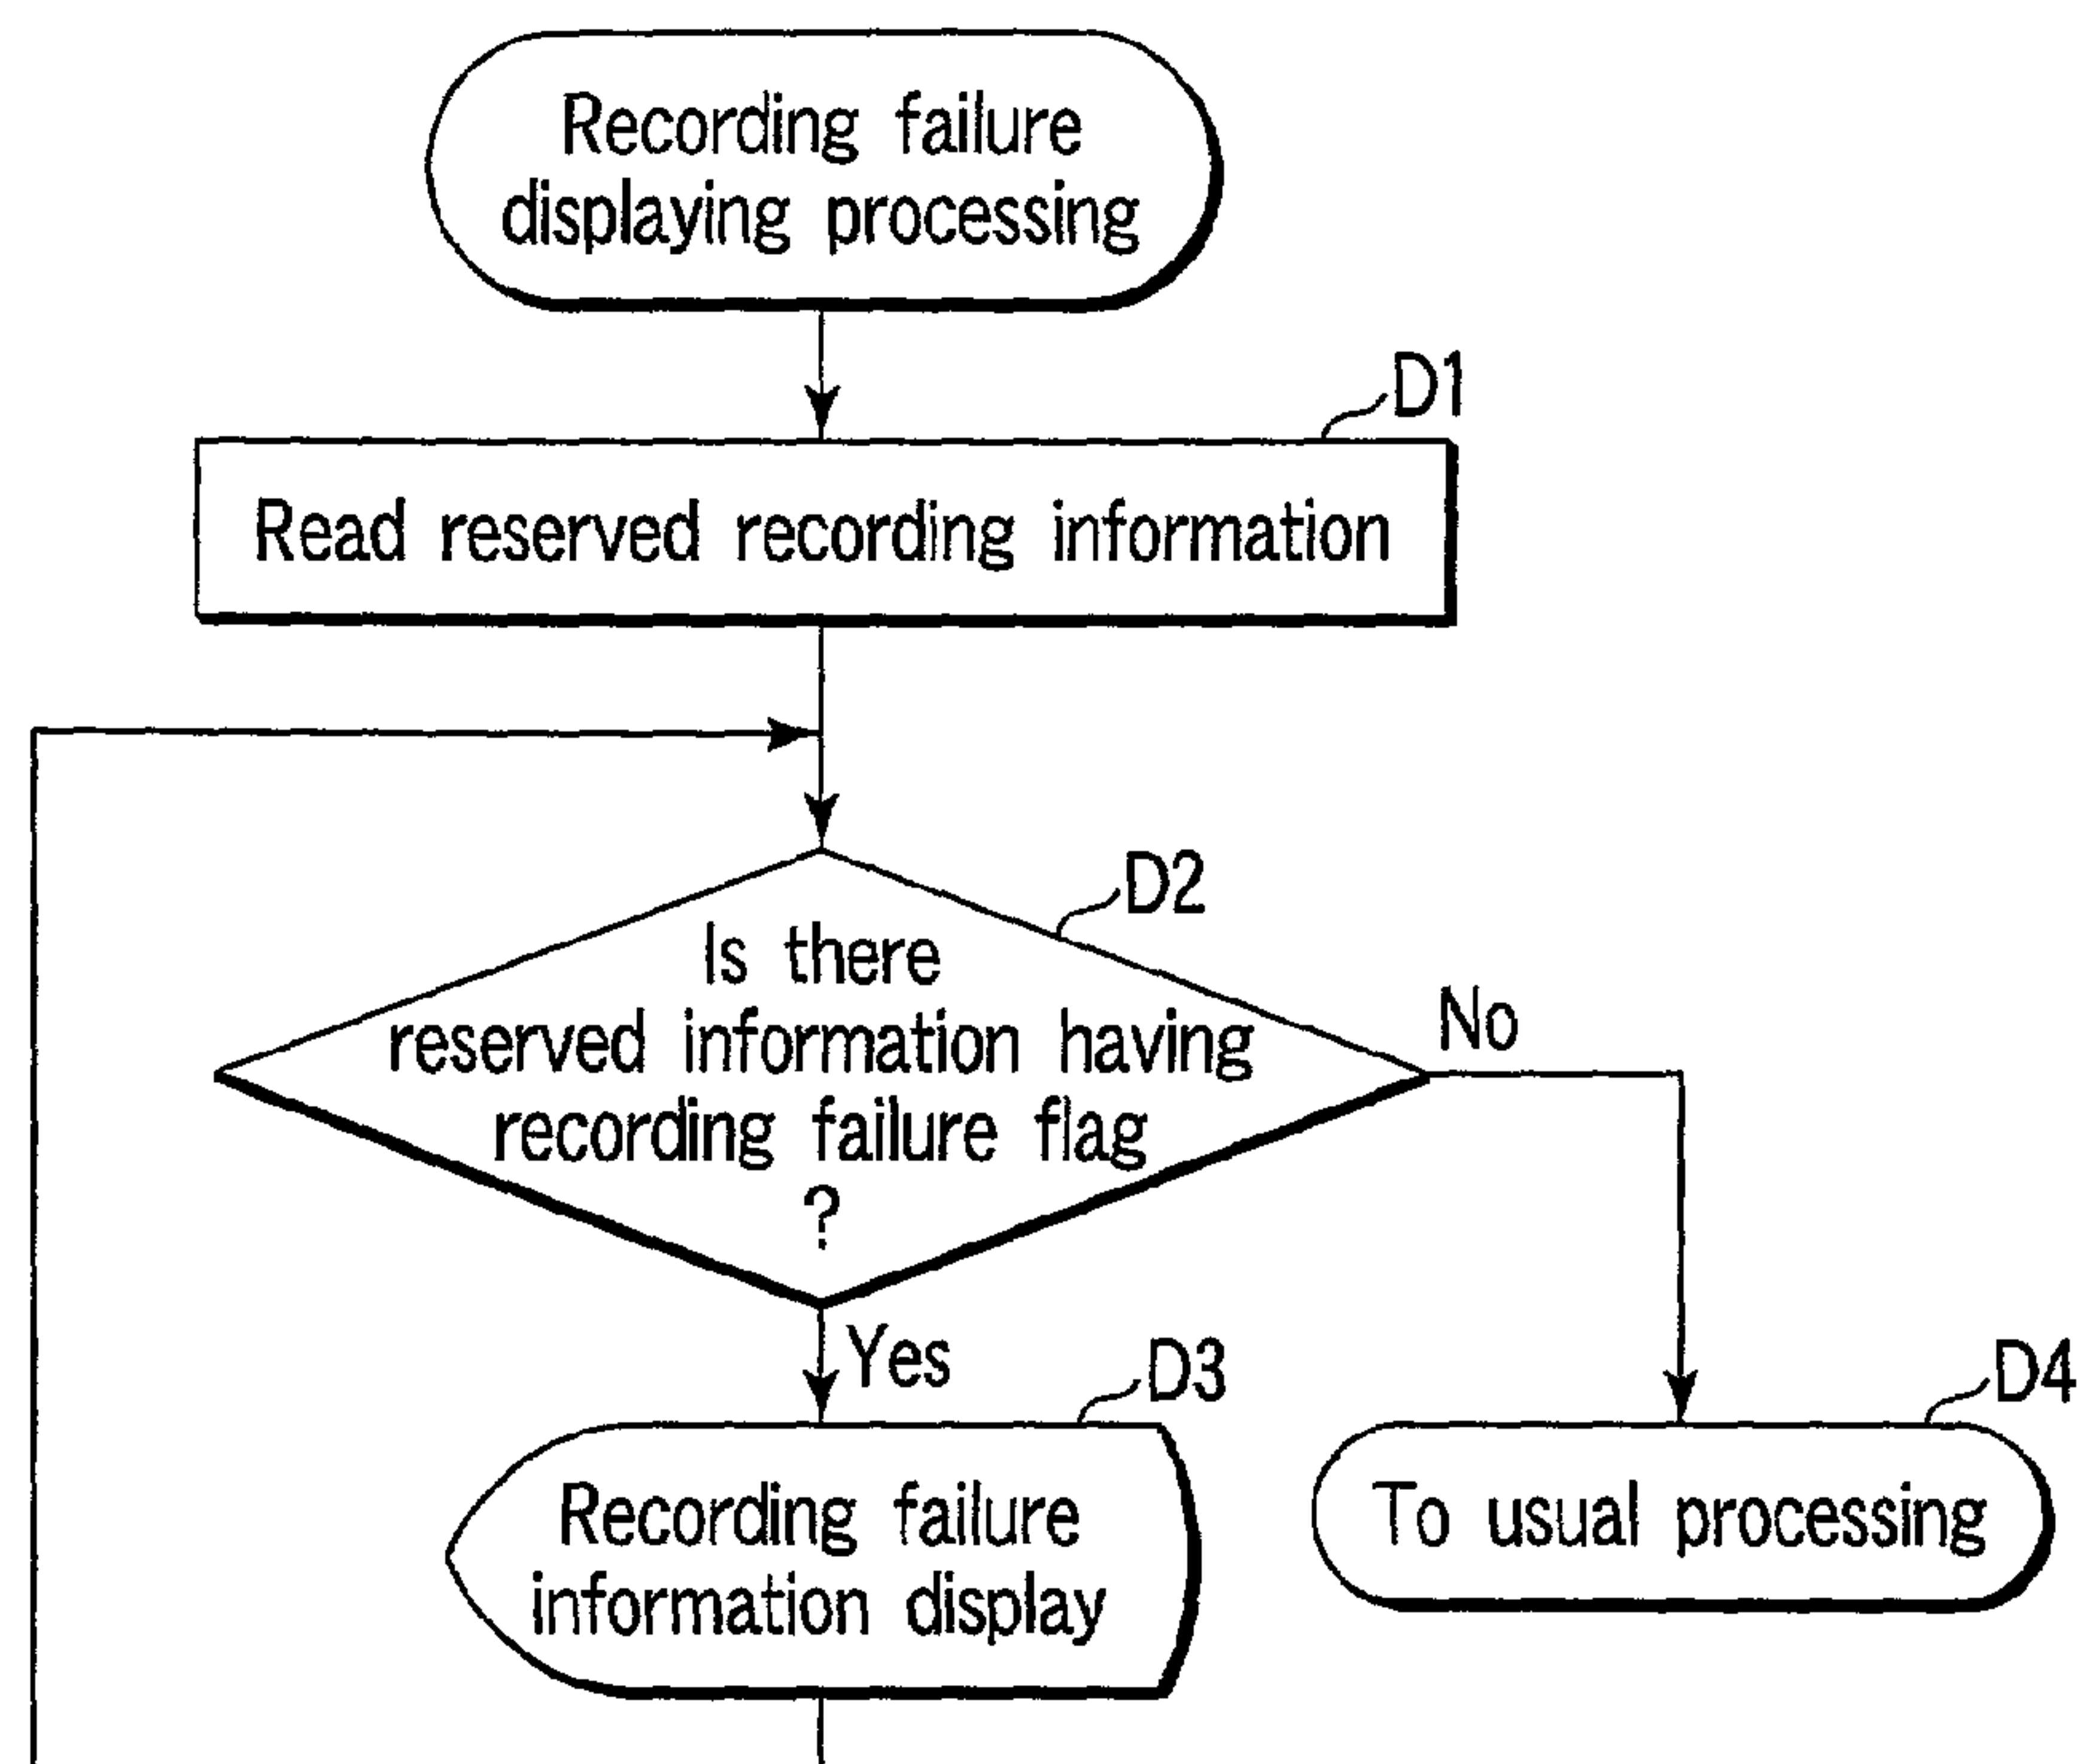 Recording failure
displaying processing
D1
Read reserved recording information
D2
Is there
reserved information having
recording failure flag
?
No
Yes
D3
D4
Recording failure
information display
To usual processing